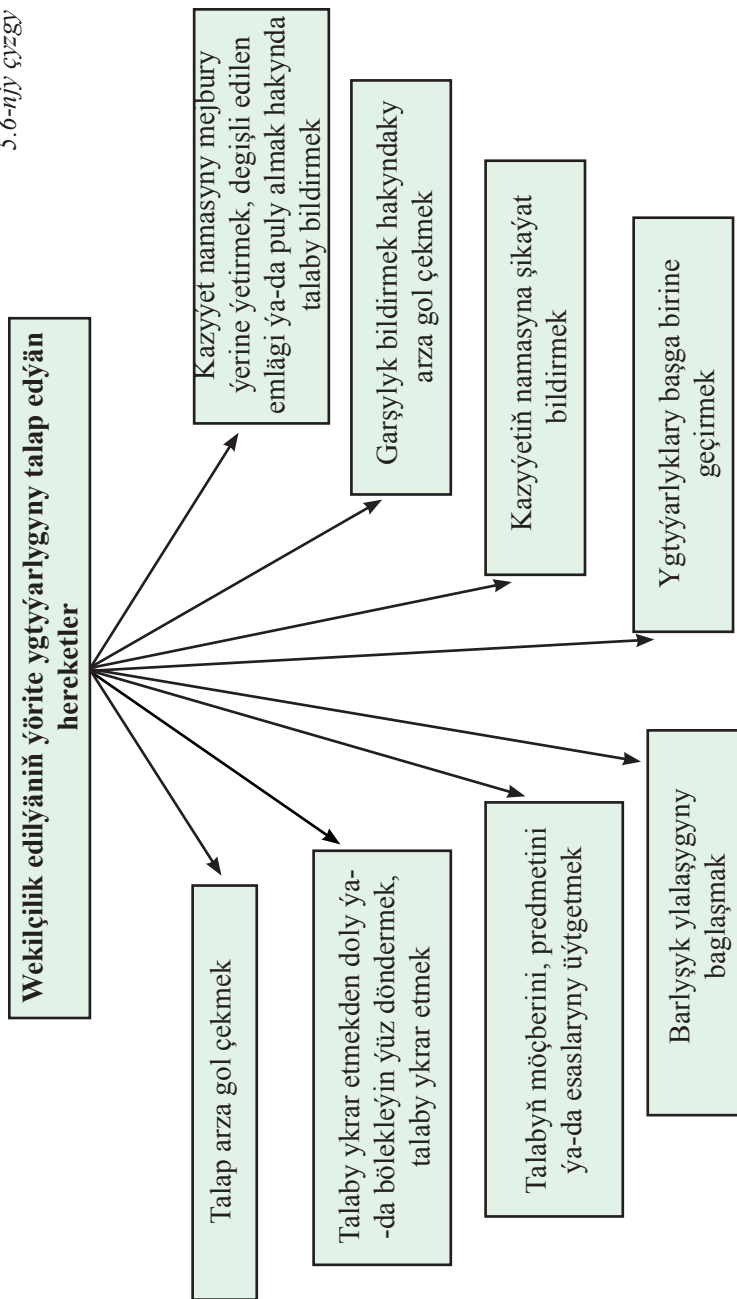 5.6-njy çyzgy
Wekilçilik edilýäniň ýörite ygtyýarlygyny talap edýän
hereketler
Talap arza gol çekmek
Talaby ykrar etmekden doly ýa-
-da bölekleýin ýüz döndermek,
talaby ykrar etmek
Talabyň möçberini, predmetini
ýa-da esaslaryny üýtgetmek
Barlyşyk ylalaşygyny
baglaşmak
Kazyýet namasyny mejbury
ýerine ýetirmek, degişli edilen
emlägi ýa-da puly almak hakynda
talaby bildirmek
Garşylyk bildirmek hakyndaky
arza gol çekmek
Kazyýetiň namasyna şikaýat
bildirmek
Ygtyýarlyklary başga birine
geçirmek